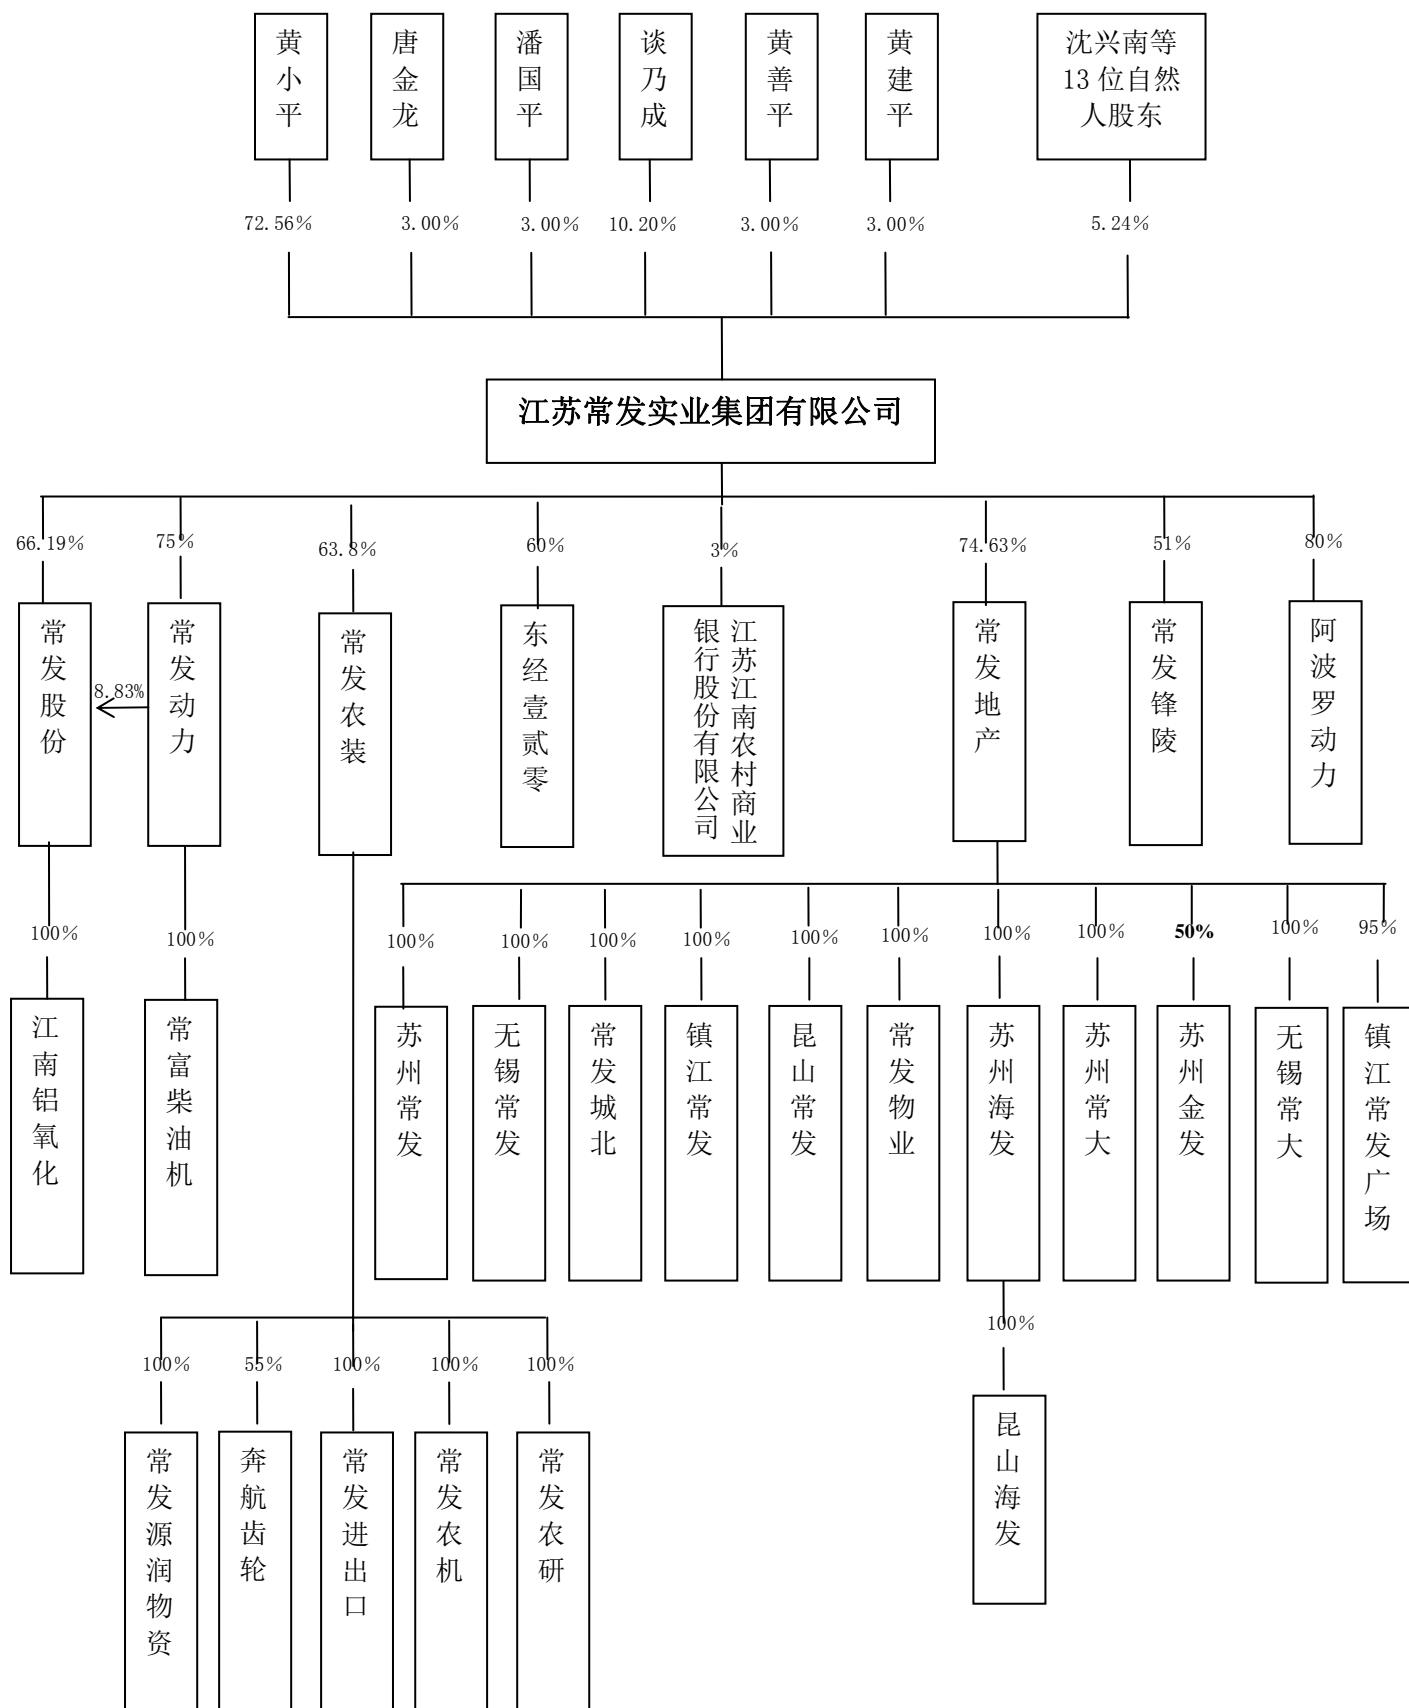 黄小平
唐金龙
潘国平
谈乃成
黄善平
黄建平
沈兴南等
13 位自然
人股东
72.56%
3.00%
3.00%
10.20%
3.00%
3.00%
5.24%
江苏常发实业集团有限公司
66.19%
75%
63.8%
60%
3%
74.63%
51%
80%
常发股份
8.83%
常发动力
常发农装
东经壹贰零
江苏江南农村商业
银行股份有限公司
常发地产
常发锋陵
阿波罗动力
100%
100%
100%
100%
100%
100%
100%
100%
100%
100%
50%
100%
95%
江南铝氧化
常富柴油机
苏州常发
无锡常发
常发城北
镇江常发
昆山常发
常发物业
苏州海发
苏州常大
苏州金发
无锡常大
镇江常发广场
100%
100%
55%
100%
100%
100%
常发源润物资
奔航齿轮
常发进出口
常发农机
常发农研
昆山海发